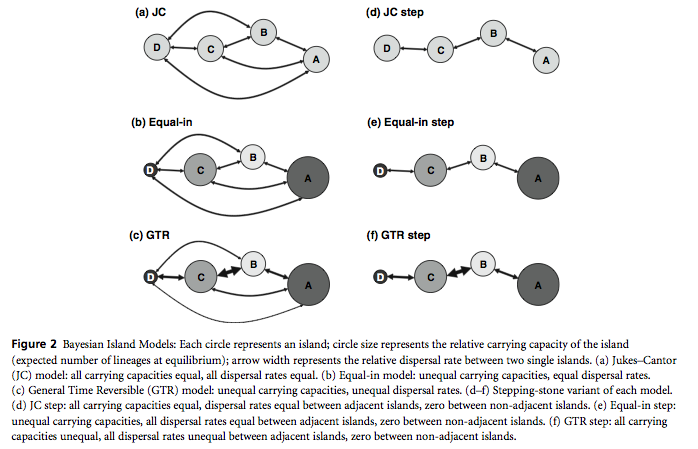 (a) JC
(d) JC step
D
C
B
A
D
C
B
A
(b) Equal-in
(e) Equal-in step
D
C
B
A
D
C
B
A
(c) GTR
(f) GTR step
D
C
B
A
D
C
B
A
Figure 2 Bayesian Island Models: Each circle represents an island; circle size represents the relative carrying capacity of the island
(expected number of lineages at equilibrium); arrow width represents the relative dispersal rate between two single islands. (a) Jukes–Cantor
(JC) model: all carrying capacities equal, all dispersal rates equal. (b) Equal-in model: unequal carrying capacities, equal dispersal rates.
(c) General Time Reversible (GTR) model: unequal carrying capacities, unequal dispersal rates. (d–f) Stepping-stone variant of each model.
(d) JC step: all carrying capacities equal, dispersal rates equal between adjacent islands, zero between non-adjacent islands. (e) Equal-in step:
unequal carrying capacities, all dispersal rates equal between adjacent islands, zero between non-adjacent islands. (f) GTR step: all carrying
capacities unequal, all dispersal rates unequal between adjacent islands, zero between non-adjacent islands.